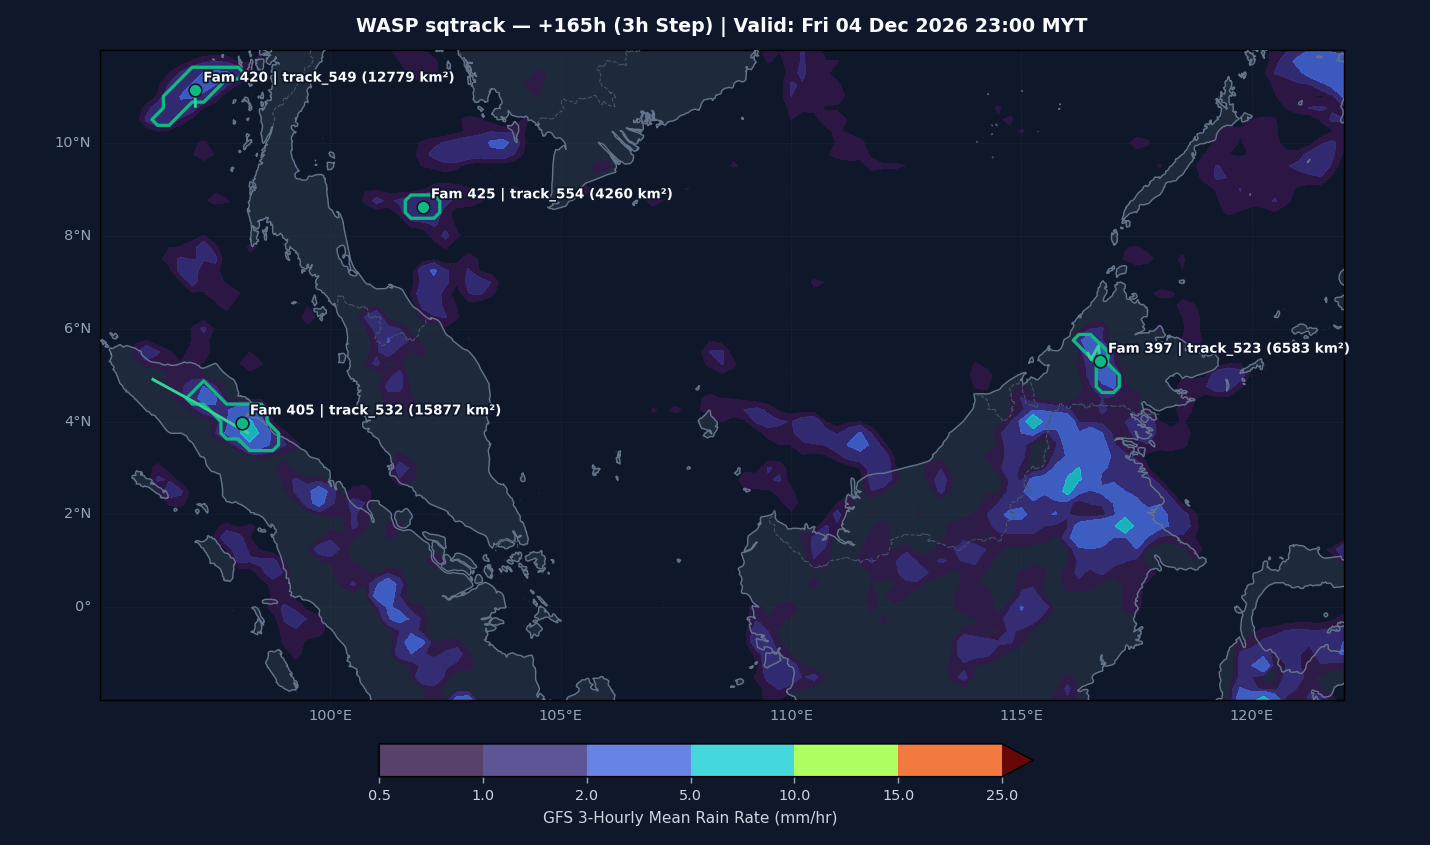 WASP sqtrack — +165h (3h Step) | Valid: Fri 04 Dec 2026 23:00 MYT
Fam 420 | track_549 (12779 km²)
10°N
Fam 425 | track_554 (4260 km²)
8°N
6°N
Fam 397 | track_523 (6583 km²)
Fam 405 | track_532 (15877 km²)
4°N
2°N
0°
100°E 105°E 110°E 115°E 120°E
0.5 1.0 2.0 5.0 10.0 15.0 25.0
GFS 3-Hourly Mean Rain Rate (mm/hr)